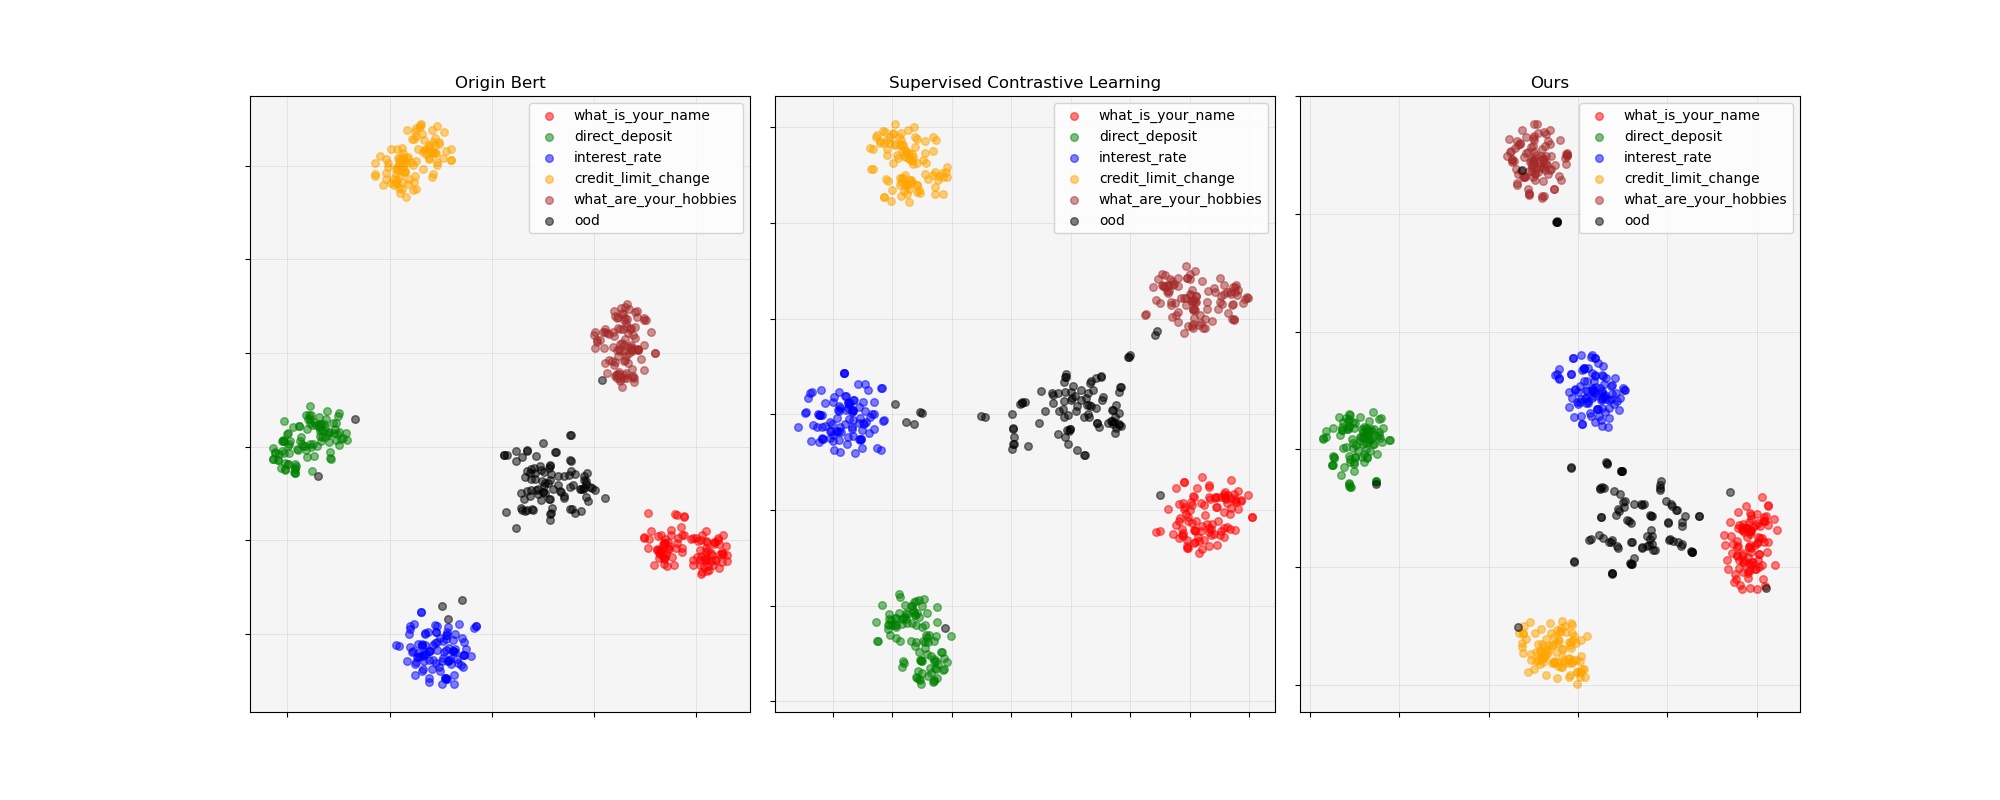 Origin Bert
what_is_your_name
direct_deposit
interest_rate
credit_limit_change
what_are_your_hobbies
ood
Supervised Contrastive Learning
what_is_your_name
direct_deposit
interest_rate
credit_limit_change
what_are_your_hobbies
ood
Ours
what_is_your_name
direct_deposit
interest_rate
credit_limit_change
what_are_your_hobbies
ood